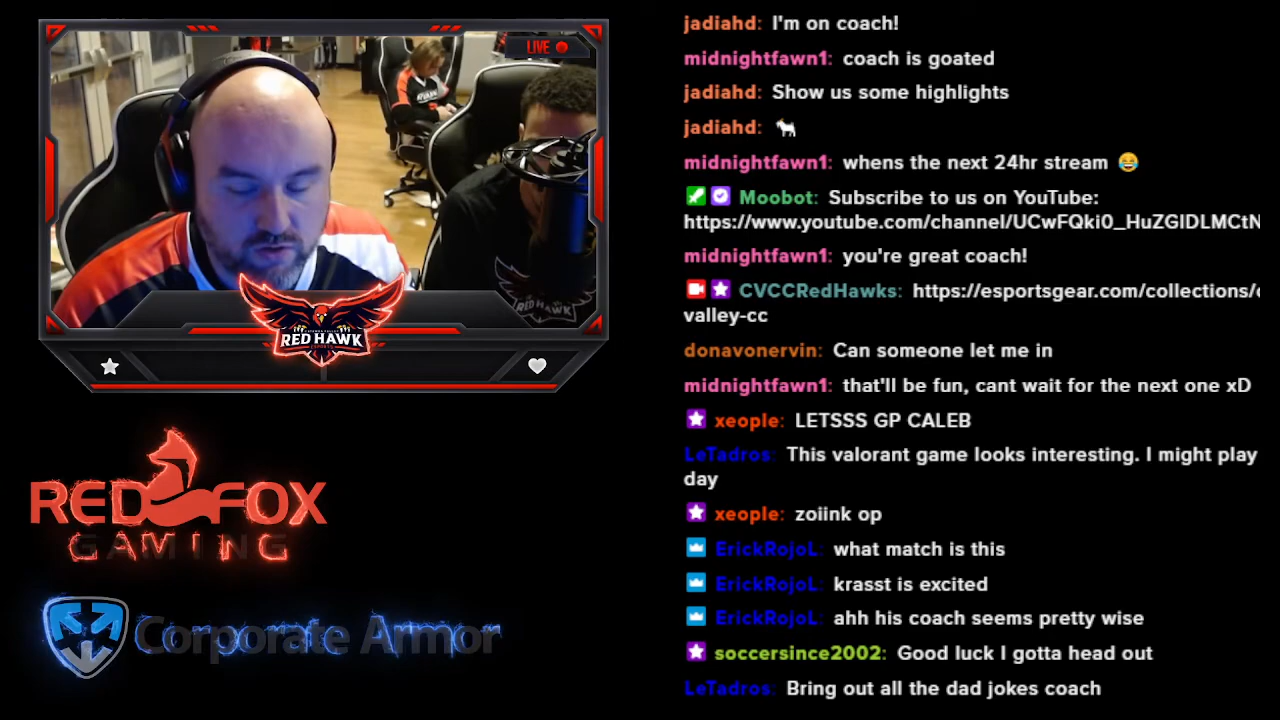 LIVE
RED HAWK
ESPORTS
RED FOX
GAMING
Corporate Armor
jadiahd: I'm on coach!
midnightfawn1: coach is goated
jadiahd: Show us some highlights
jadiahd: 🐐
midnightfawn1: whens the next 24hr stream 😂
Moobot: Subscribe to us on YouTube:
https://www.youtube.com/channel/UCwFQki0_HuZGIDLMCtN
midnightfawn1: you're great coach!
CVCCRedHawks: https://esportsgear.com/collections/
valley-cc
donavonervin: Can someone let me in
midnightfawn1: that'll be fun, cant wait for the next one xD
xeople: LETSSS GP CALEB
LeTadros: This valorant game looks interesting. I might play
day
xeople: zoiink op
ErickRojoL: what match is this
ErickRojoL: krasst is excited
ErickRojoL: ahh his coach seems pretty wise
soccersince2002: Good luck I gotta head out
LeTadros: Bring out all the dad jokes coach